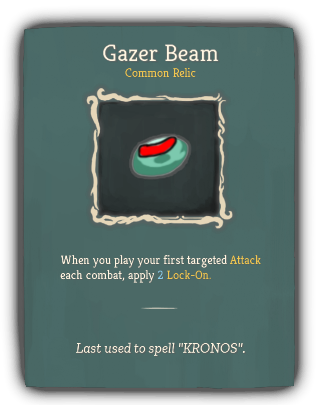 Gazer Beam
Common Relic
When you play your first targeted Attack
each combat, apply 2 Lock-On.
Last used to spell "KRONOS".